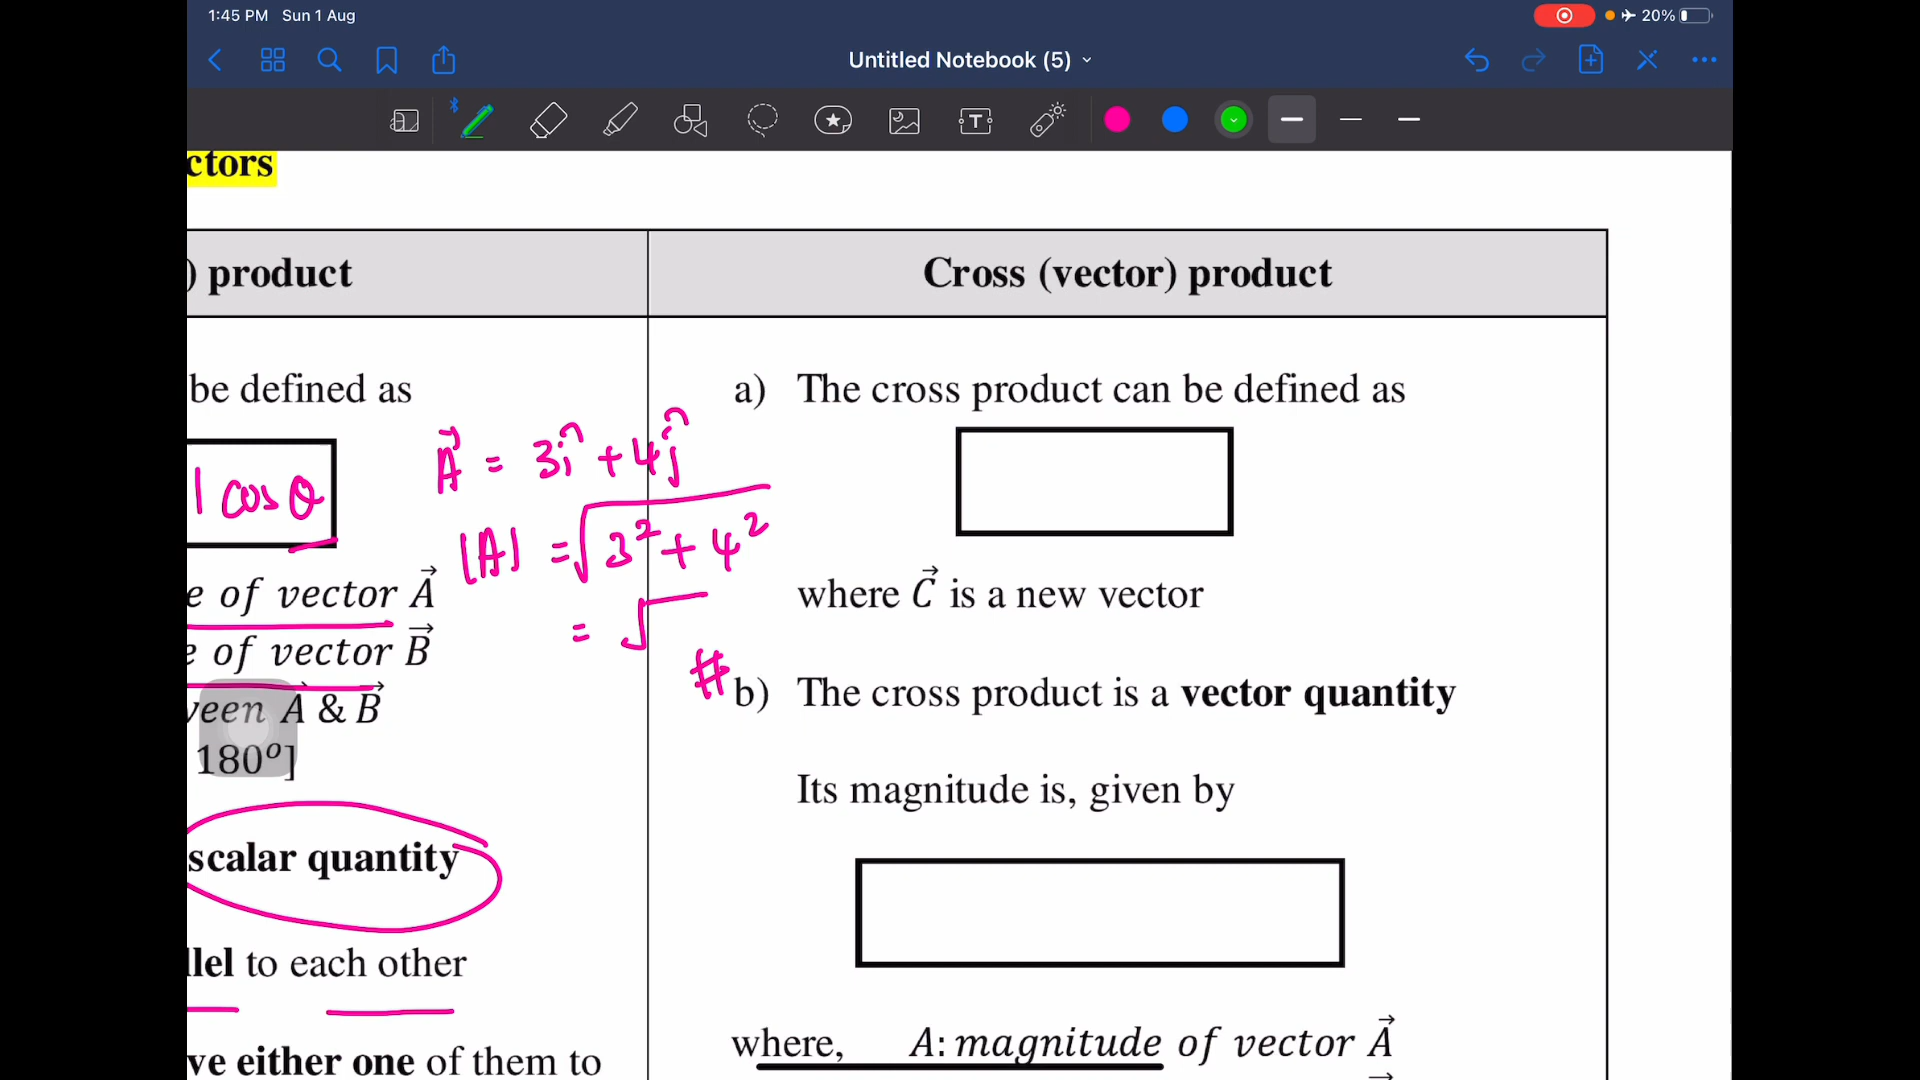 1:45 PM Sun 1 Aug
20%
Untitled Notebook (5)
ctors
) product
Cross (vector) product
be defined as
| cos θ
A⃗ = 3î + 4ĵ
|A| = √3² + 4²
= √
e of vector A⃗
e of vector B⃗
veen A⃗ & B⃗
180°]
scalar quantity
llel to each other
ve either one of them to
a) The cross product can be defined as
where C⃗ is a new vector
#
b) The cross product is a vector quantity
Its magnitude is, given by
where, A: magnitude of vector A⃗